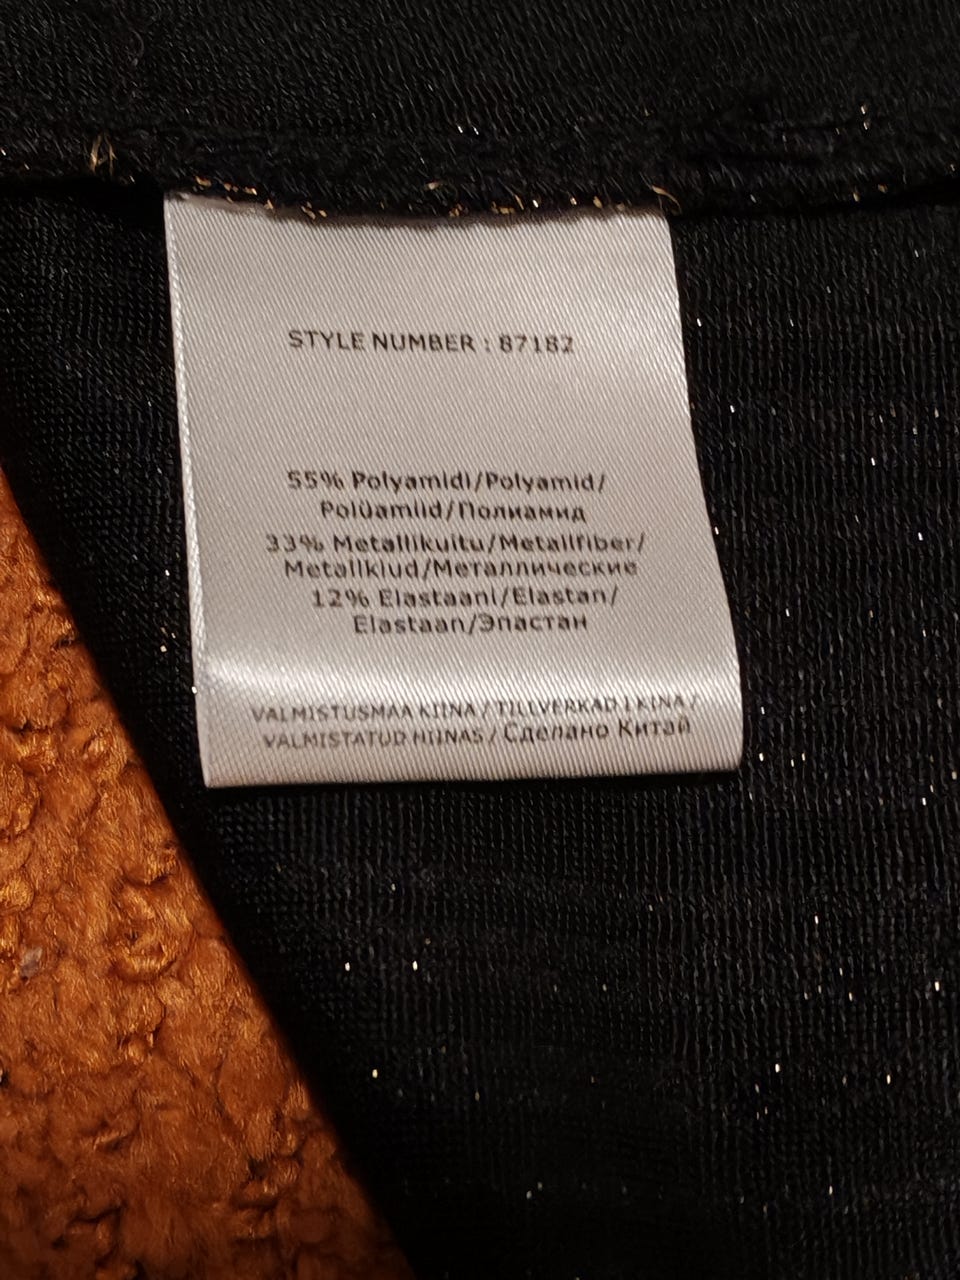 STYLE NUMBER : 87182
55% Polyamidi/Polyamid/
Polüamiid/Полиамид
33% Metallikuitu/Metallfiber/
Metallkiud/Металлические
12% Elastaani/Elastan/
Elastaan/Эластан
VALMISTUSMAA KIINA / TILLVERKAD I KINA /
VALMISTATUD HIINAS / Сделано Китай